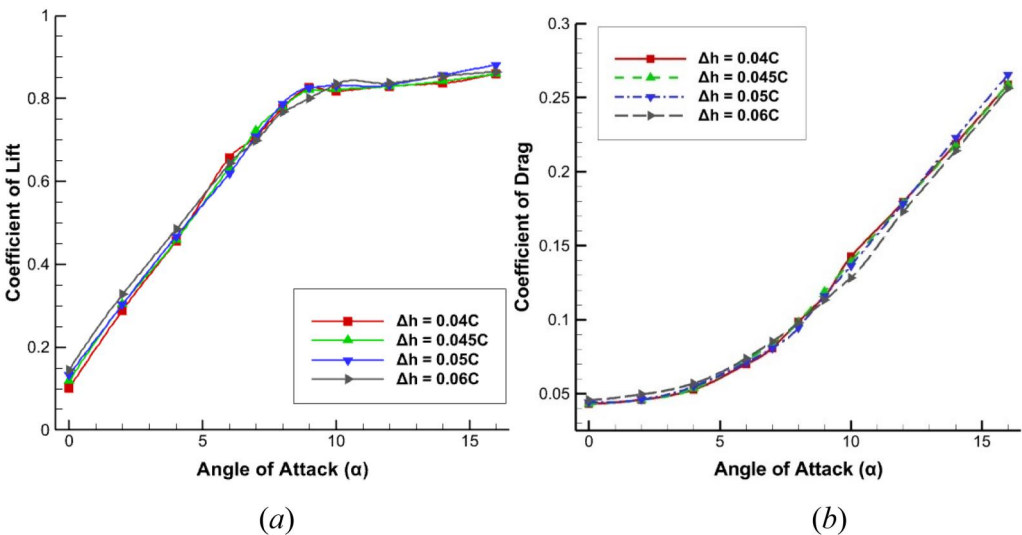 1
0.8
0.6
0.4
0.2
0
0
5
10
15
Coefficient of Lift
Angle of Attack (α)
Δh = 0.04C
Δh = 0.045C
Δh = 0.05C
Δh = 0.06C
(a)
0.3
0.25
0.2
0.15
0.1
0.05
0
5
10
15
Coefficient of Drag
Angle of Attack (α)
Δh = 0.04C
Δh = 0.045C
Δh = 0.05C
Δh = 0.06C
(b)